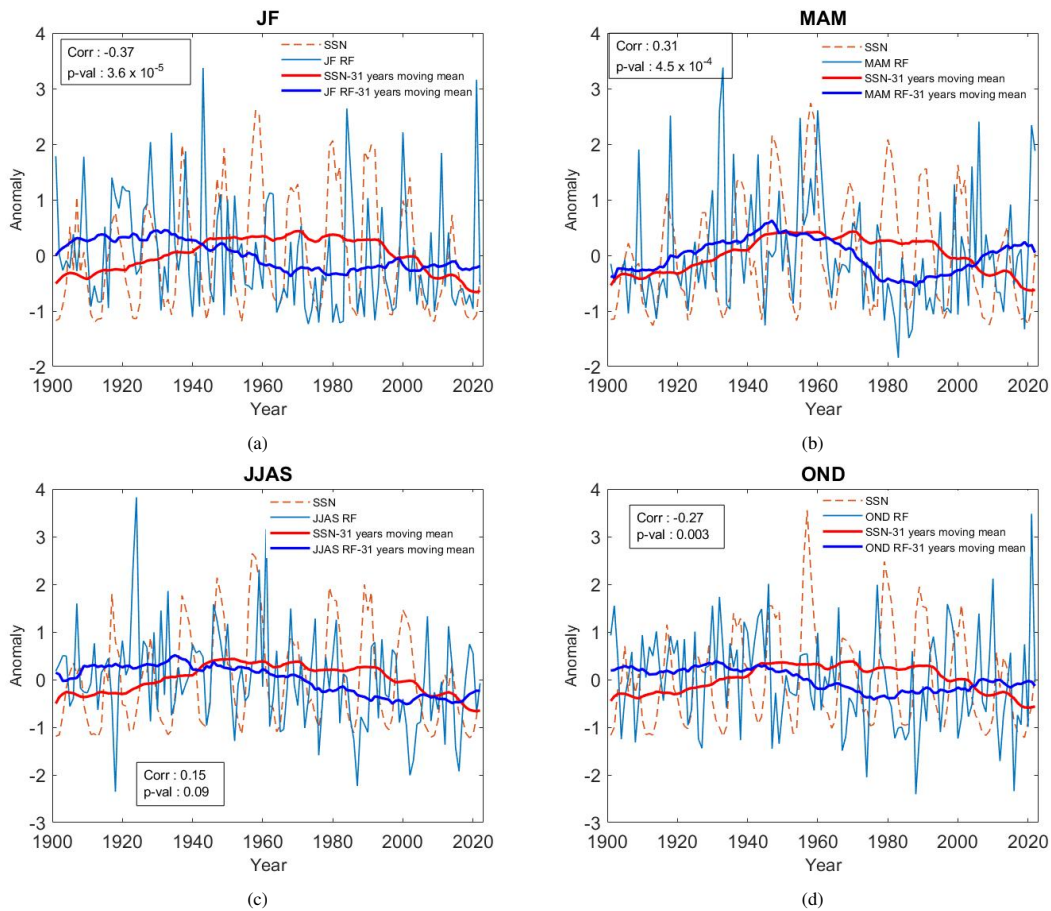 JF
Corr : -0.37
p-val : 3.6 x 10-5
SSN
JF RF
SSN-31 years moving mean
JF RF-31 years moving mean
4
3
2
1
0
-1
-2
Anomaly
1900 1920 1940 1960 1980 2000 2020
Year
(a)
MAM
Corr : 0.31
p-val : 4.5 x 10-4
SSN
MAM RF
SSN-31 years moving mean
MAM RF-31 years moving mean
4
3
2
1
0
-1
-2
Anomaly
1900 1920 1940 1960 1980 2000 2020
Year
(b)
JJAS
SSN
JJAS RF
SSN-31 years moving mean
JJAS RF-31 years moving mean
4
3
2
1
0
-1
-2
-3
Anomaly
Corr : 0.15
p-val : 0.09
1900 1920 1940 1960 1980 2000 2020
Year
(c)
OND
Corr : -0.27
p-val : 0.003
SSN
OND RF
SSN-31 years moving mean
OND RF-31 years moving mean
4
3
2
1
0
-1
-2
-3
Anomaly
1900 1920 1940 1960 1980 2000 2020
Year
(d)